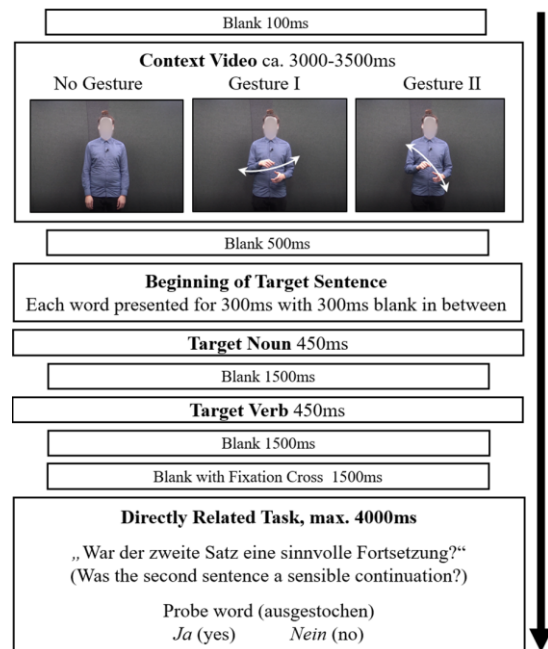 Blank 100ms
Context Video ca. 3000-3500ms
No Gesture Gesture I Gesture II
Blank 500ms
Beginning of Target Sentence
Each word presented for 300ms with 300ms blank in between
Target Noun 450ms
Blank 1500ms
Target Verb 450ms
Blank 1500ms
Blank with Fixation Cross 1500ms
Directly Related Task, max. 4000ms
„War der zweite Satz eine sinnvolle Fortsetzung?“
(Was the second sentence a sensible continuation?)
Probe word (ausgestochen)
Ja (yes) Nein (no)